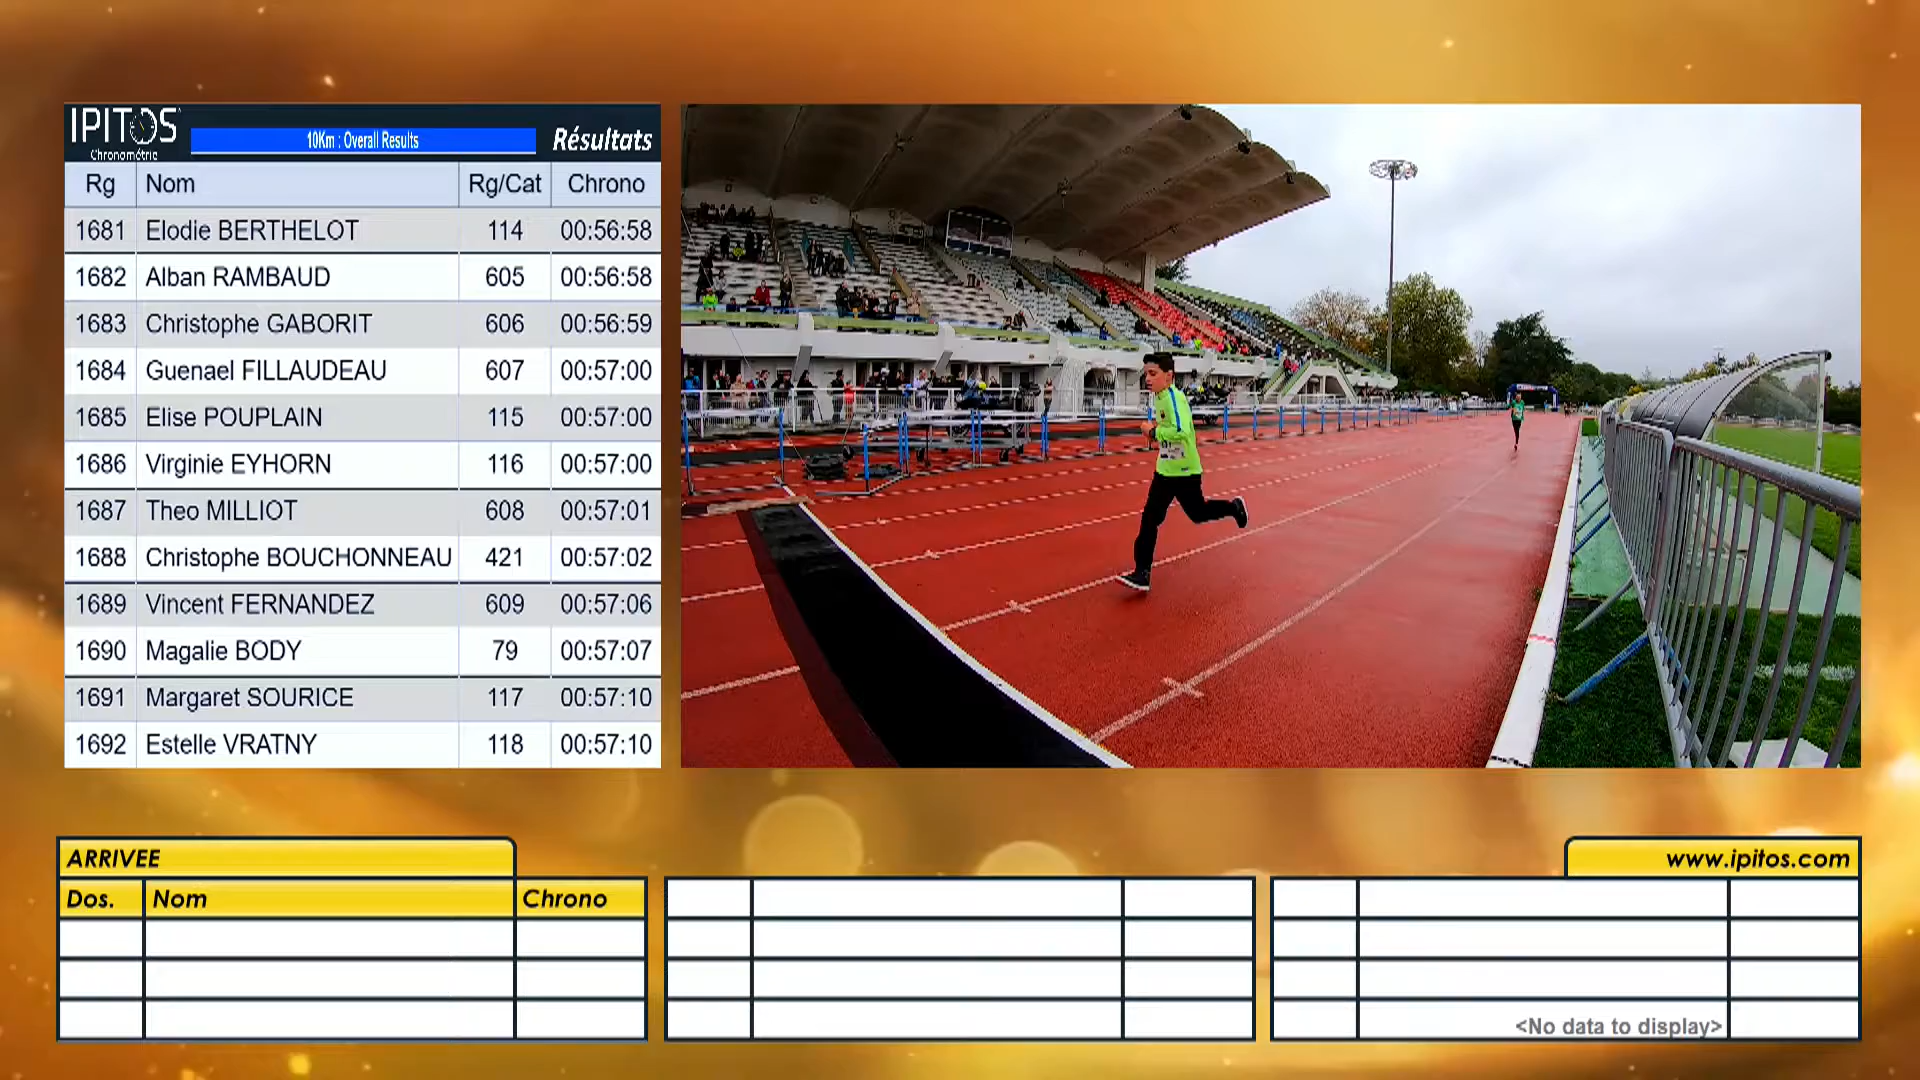 IPITOS
Chronométrie
10Km : Overall Results
Résultats
Rg Nom Rg/Cat Chrono
1681 Elodie BERTHELOT 114 00:56:58
1682 Alban RAMBAUD 605 00:56:58
1683 Christophe GABORIT 606 00:56:59
1684 Guenael FILLAUDEAU 607 00:57:00
1685 Elise POUPLAIN 115 00:57:00
1686 Virginie EYHORN 116 00:57:00
1687 Theo MILLIOT 608 00:57:01
1688 Christophe BOUCHONNEAU 421 00:57:02
1689 Vincent FERNANDEZ 609 00:57:06
1690 Magalie BODY 79 00:57:07
1691 Margaret SOURICE 117 00:57:10
1692 Estelle VRATNY 118 00:57:10
ARRIVEE
www.ipitos.com
Dos. Nom Chrono
<No data to display>